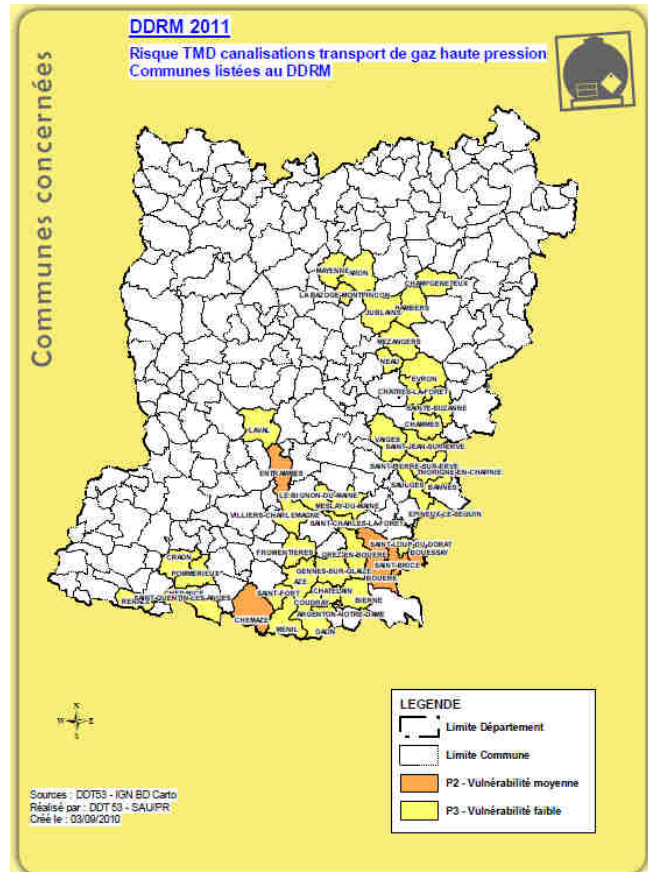 DDRM 2011
Risque TMD canalisations transport de gaz haute pression
Communes listées au DDRM
Communes concernées
MAYENNE
CHAMPGENETEUX
LA BAZOGE-MONTPINCON
HAMBERS
JUBLAINS
MEZANGERS
NEAU
EVRON
CHATRES-LA-FORET
SAINTE-SUZANNE
LAVAL
CHAMMES
VAIGES
SAINT-JEAN-SUR-ERVE
ENTRAMMES
SAINT-PIERRE-SUR-ERVE
THORIGNE-EN-CHARNIE
SAULGES
BANNES
LE-BIGNON-DU-MAINE
MESLAY-DU-MAINE
VILLIERS-CHARLEMAGNE
SAINT-CHARLES-LA-FORET
EPINEUX-LE-SEGUIN
SAINT-LOUP-DU-DORAT
BOUESSAY
FROMENTIERES
GREZ-EN-BOUERE
SAINT-BRICE
CRAON
POMMERIEUX
GENNES-SUR-GLAIZE
BOUERE
AZE
SAINT-QUENTIN-LES-ANGES
SAINT-FORT
CHATELAIN
COUDRAY
BIENNE
CHEMAZE
ARGENTON-NOTRE-DAME
MENIL
DAON
LEGENDE
Limite Département
Limite Commune
P2 - Vulnérabilité moyenne
P3 - Vulnérabilité faible
N
W
E
S
Sources : DDT53 - IGN BD Carto
Réalisé par : DDT 53 - SAU/PR
Créé le : 03/09/2010